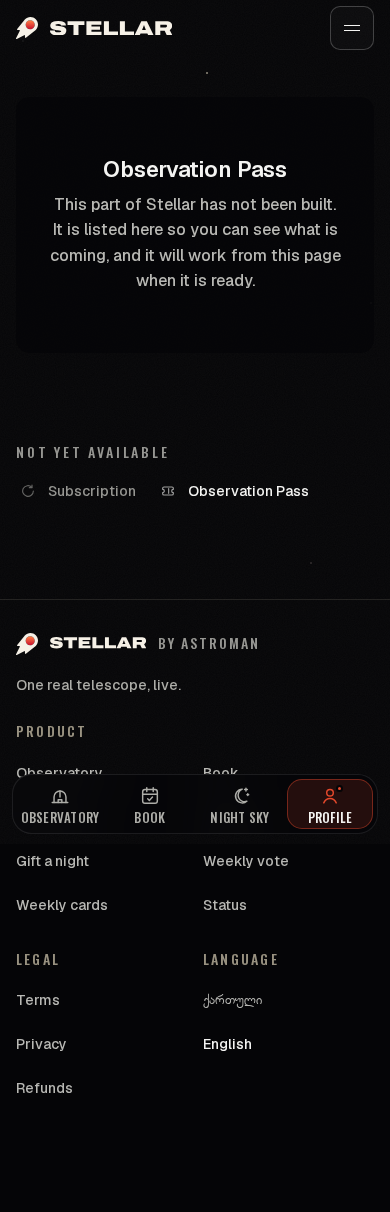 STELLAR
Observation Pass
This part of Stellar has not been built.
It is listed here so you can see what is
coming, and it will work from this page
when it is ready.
NOT YET AVAILABLE
Subscription
Observation Pass
STELLAR BY ASTROMAN
One real telescope, live.
PRODUCT
Observatory
Book
OBSERVATORY
BOOK
NIGHT SKY
PROFILE
Gift a night
Weekly vote
Weekly cards
Status
LEGAL
LANGUAGE
Terms
ქართული
Privacy
English
Refunds